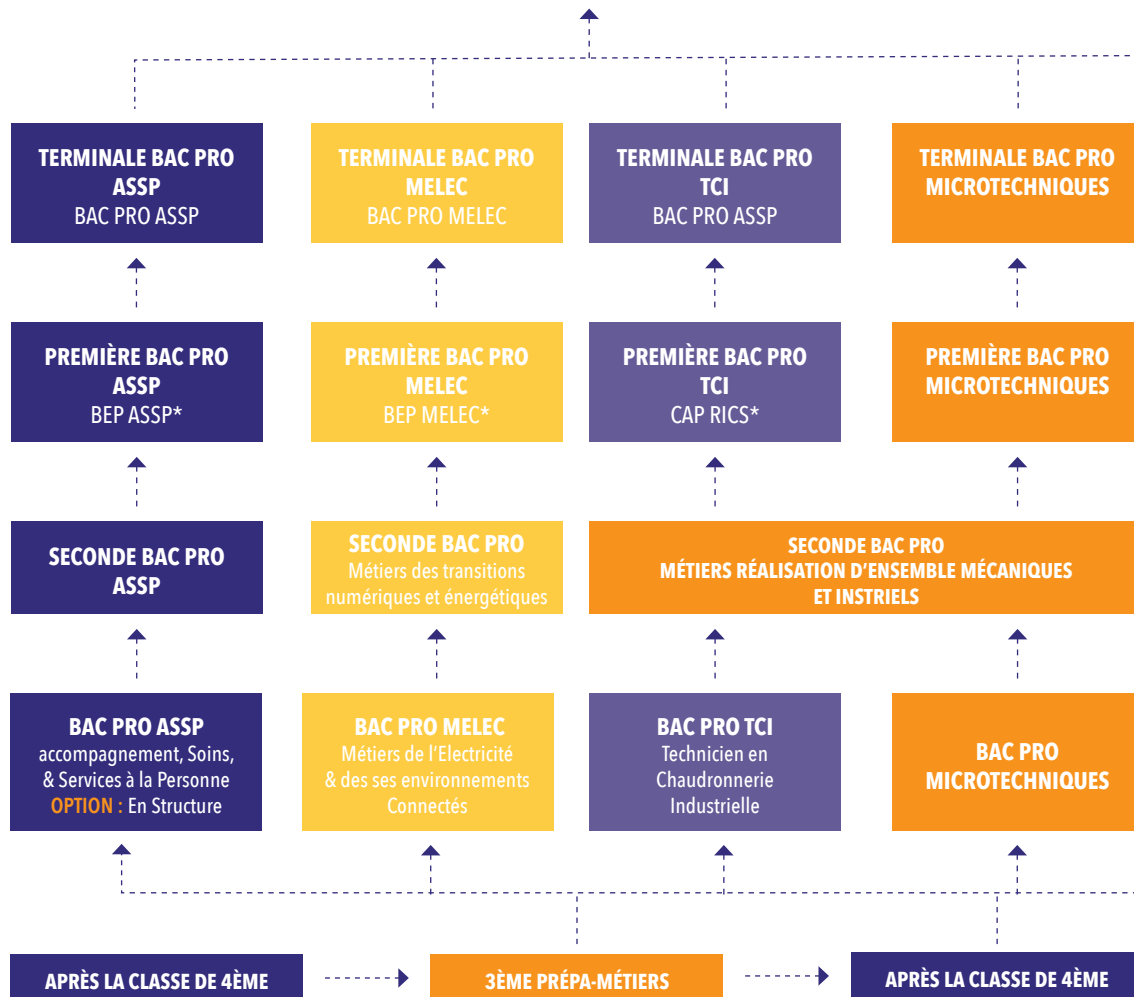 TERMINALE BAC PRO
ASSP
BAC PRO ASSP
TERMINALE BAC PRO
MELEC
BAC PRO MELEC
TERMINALE BAC PRO
TCI
BAC PRO ASSP
TERMINALE BAC PRO
MICROTECHNIQUES
PREMIÈRE BAC PRO
ASSP
BEP ASSP*
PREMIÈRE BAC PRO
MELEC
BEP MELEC*
PREMIÈRE BAC PRO
TCI
CAP RICS*
PREMIÈRE BAC PRO
MICROTECHNIQUES
SECONDE BAC PRO
ASSP
SECONDE BAC PRO
Métiers des transitions
numériques et énergétiques
SECONDE BAC PRO
MÉTIERS RÉALISATION D'ENSEMBLE MÉCANIQUES
ET INSTRIELS
BAC PRO ASSP
accompagnement, Soins,
& Services à la Personne
OPTION : En Structure
BAC PRO MELEC
Métiers de l'Electricité
& des ses environnements
Connectés
BAC PRO TCI
Technicien en
Chaudronnerie
Industrielle
BAC PRO
MICROTECHNIQUES
APRÈS LA CLASSE DE 4ÈME
3ÈME PRÉPA-MÉTIERS
APRÈS LA CLASSE DE 4ÈME